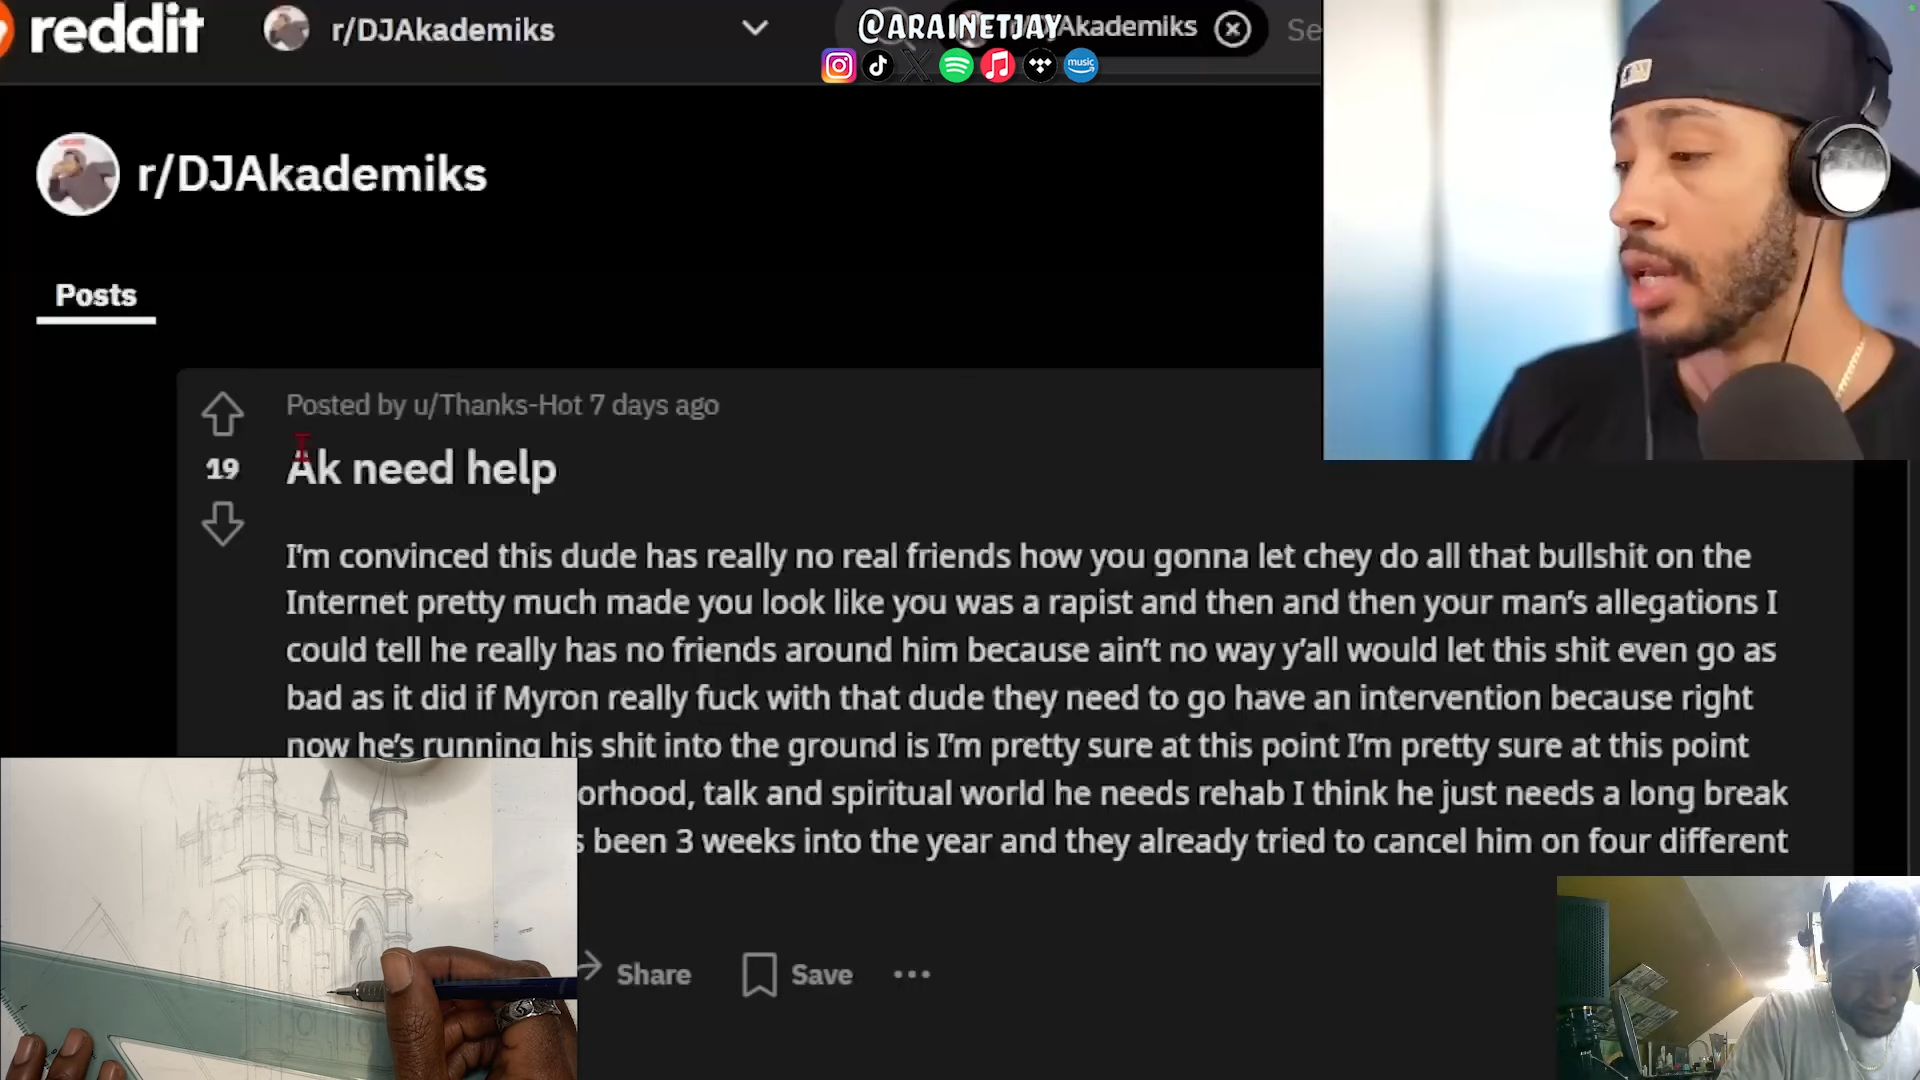 reddit
r/DJAkademiks
@ARAINETJAY
Akademiks
Se
music
r/DJAkademiks
Posts
Posted by u/Thanks-Hot 7 days ago
19
Ak need help
I'm convinced this dude has really no real friends how you gonna let chey do all that bullshit on the
Internet pretty much made you look like you was a rapist and then and then your man's allegations I
could tell he really has no friends around him because ain't no way y'all would let this shit even go as
bad as it did if Myron really fuck with that dude they need to go have an intervention because right
now he's running his shit into the ground is I'm pretty sure at this point I'm pretty sure at this point
orhood, talk and spiritual world he needs rehab I think he just needs a long break
s been 3 weeks into the year and they already tried to cancel him on four different
Share
Save